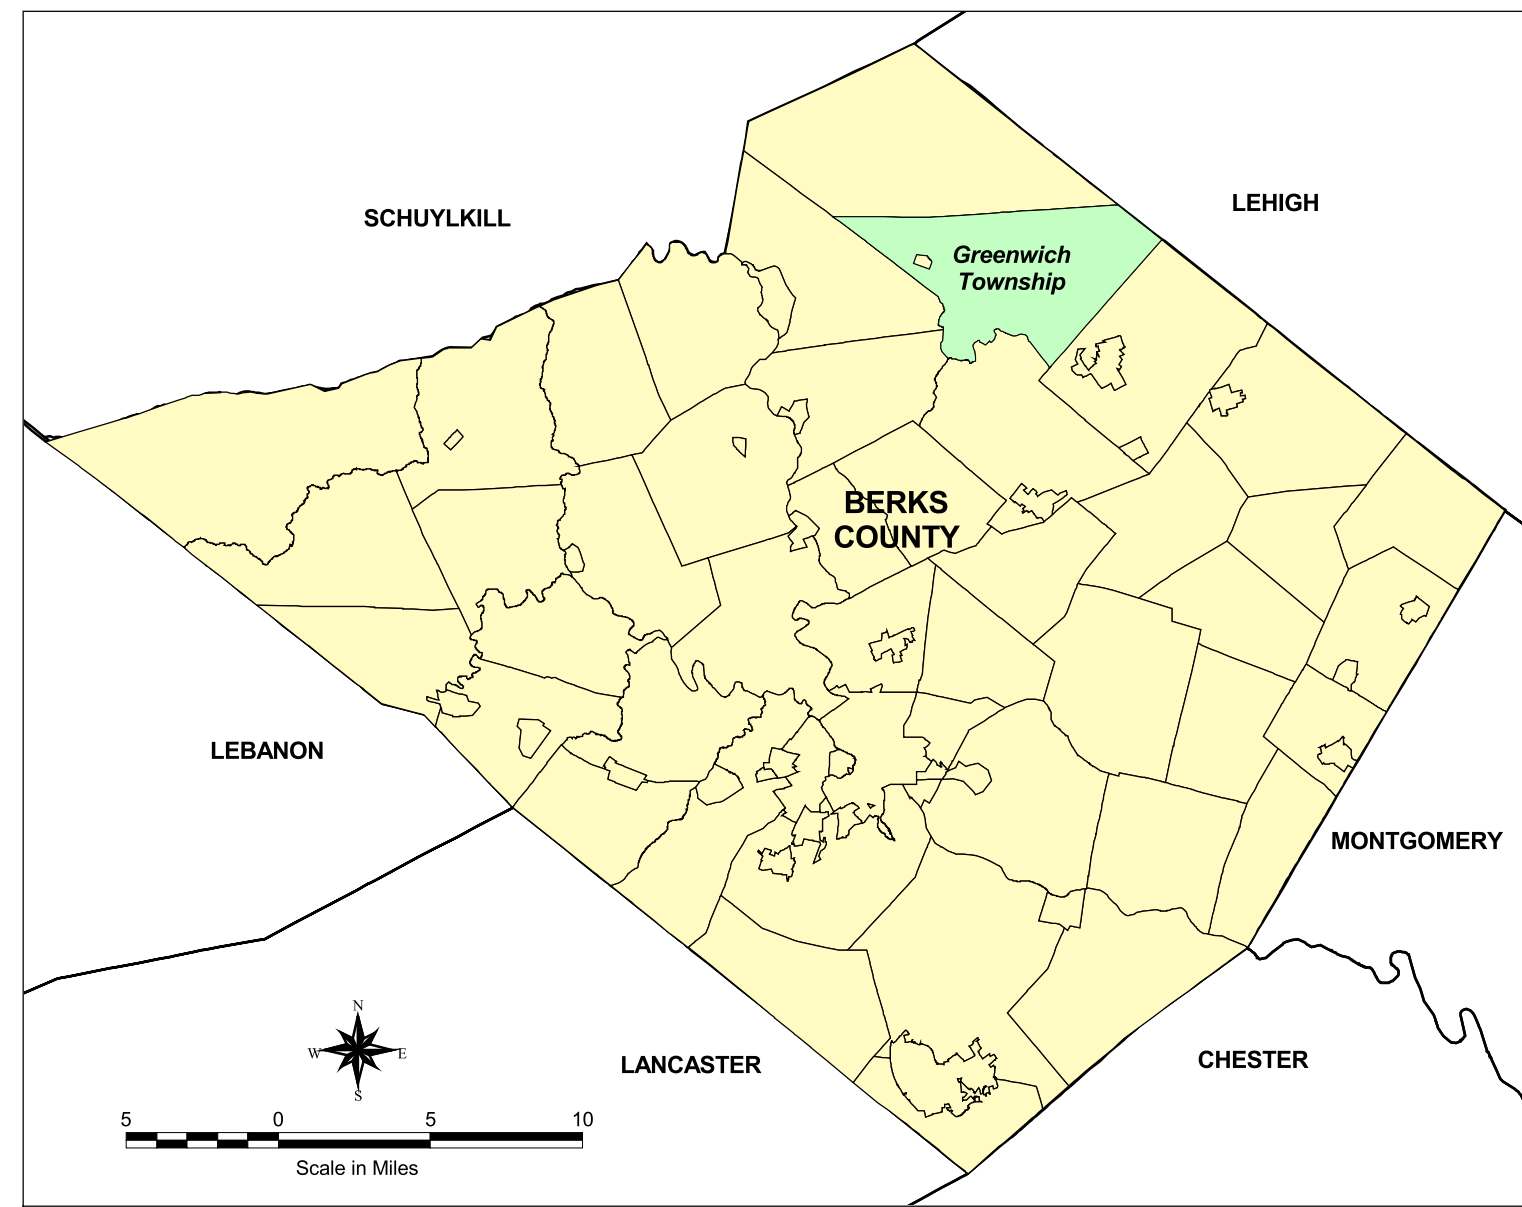 LEHIGH
SCHUYLKILL
Greenwich
Township
BERKS
COUNTY
LEBANON
MONTGOMERY
N
W E
S
LANCASTER
CHESTER
5 0 5 10
Scale in Miles